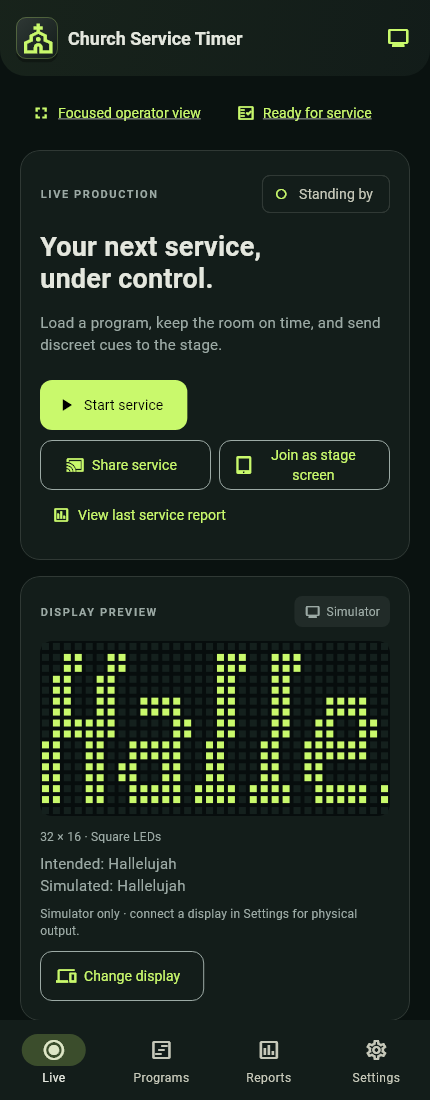 Church Service Timer
Focused operator view
Ready for service
LIVE PRODUCTION
Standing by
Your next service,
under control.
Load a program, keep the room on time, and send
discreet cues to the stage.
Start service
Share service
Join as stage
screen
View last service report
DISPLAY PREVIEW
Simulator
32 × 16 · Square LEDs
Intended: Hallelujah
Simulated: Hallelujah
Simulator only · connect a display in Settings for physical
output.
Change display
Live
Programs
Reports
Settings